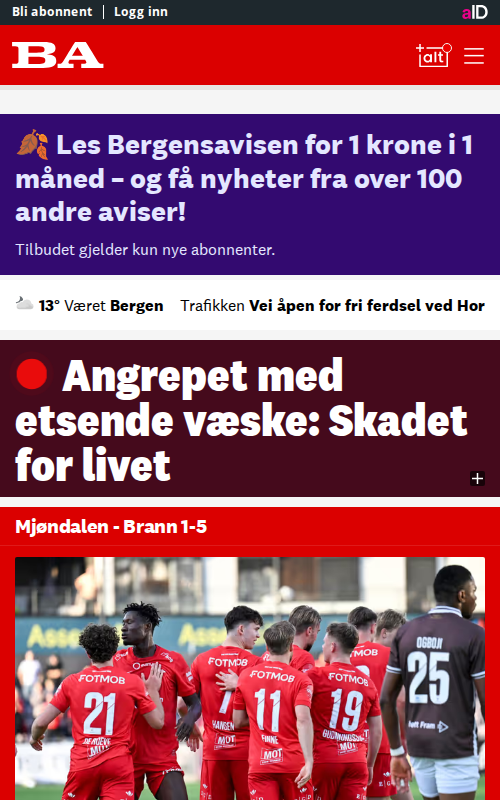 Bli abonnent | Logg inn
aID
BA
alt
🍂 Les Bergensavisen for 1 krone i 1
måned – og få nyheter fra over 100
andre aviser!
Tilbudet gjelder kun nye abonnenter.
13° Været Bergen Trafikken Vei åpen for fri ferdsel ved Hor
Angrepet med
etsende væske: Skadet
for livet
Mjøndalen - Brann 1-5
FOTMOB
21
FOTMOB
7
HANSEN
FOTMOB
11
FINNE
MOT
FOTMOB
19
MOT
OGBOJI
25